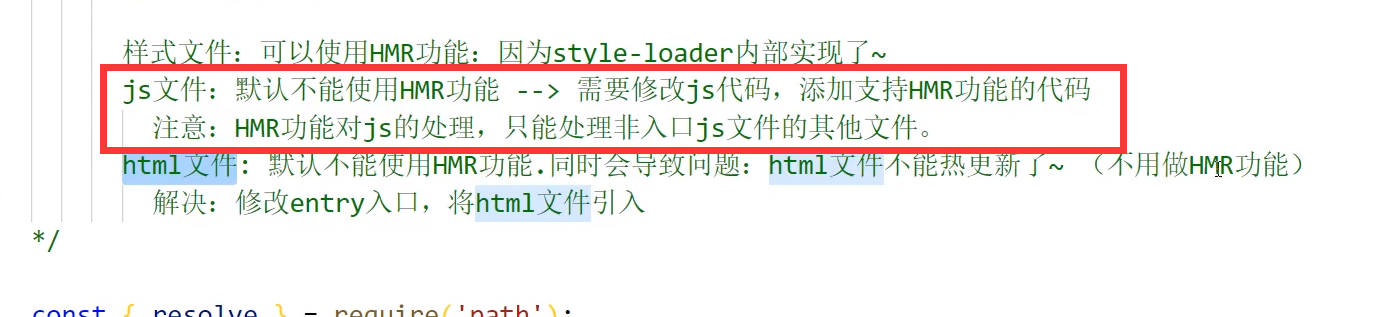 样式文件：可以使用HMR功能：因为style-loader内部实现了~
js文件：默认不能使用HMR功能 --> 需要修改js代码，添加支持HMR功能的代码
注意：HMR功能对js的处理，只能处理非入口js文件的其他文件。
html文件: 默认不能使用HMR功能.同时会导致问题：html文件不能热更新了~ （不用做HMR功能）
解决：修改entry入口，将html文件引入
*/
const { resolve } = require('path');